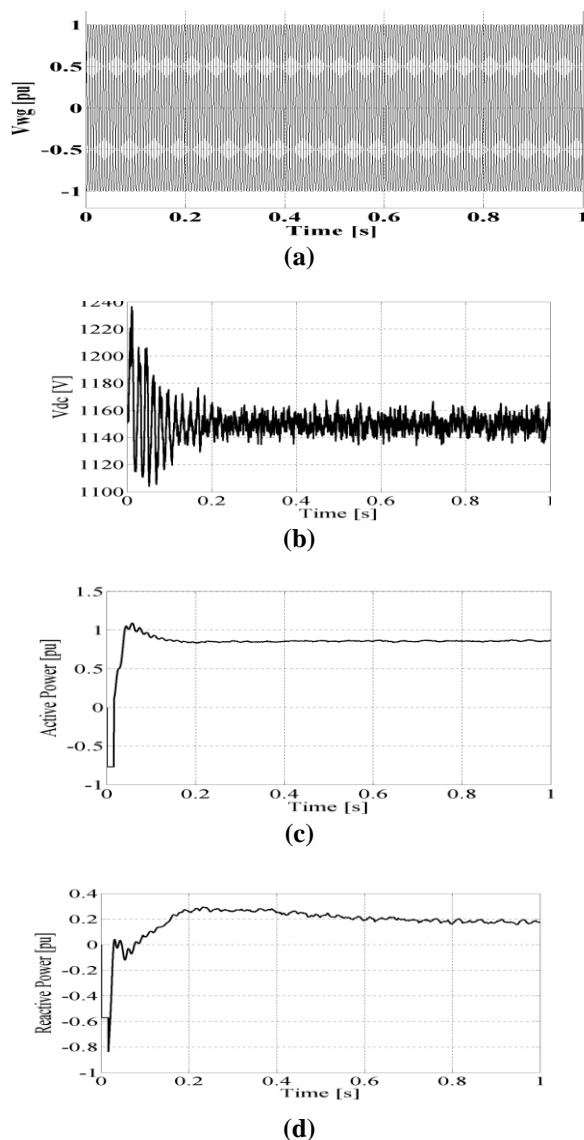 1
0.5
0
-0.5
-1
Vwg [pu]
0 0.2 0.4 0.6 0.8 1
Time [s]
(a)
1240
1220
1200
1180
1160
1140
1120
1100
Vdc [V]
0 0.2 0.4 0.6 0.8 1
Time [s]
(b)
1.5
1
0.5
0
-0.5
-1
Active Power [pu]
0 0.2 0.4 0.6 0.8 1
Time [s]
(c)
0.4
0.2
0
-0.2
-0.4
-0.6
-0.8
-1
Reactive Power [pu]
0 0.2 0.4 0.6 0.8 1
Time [s]
(d)